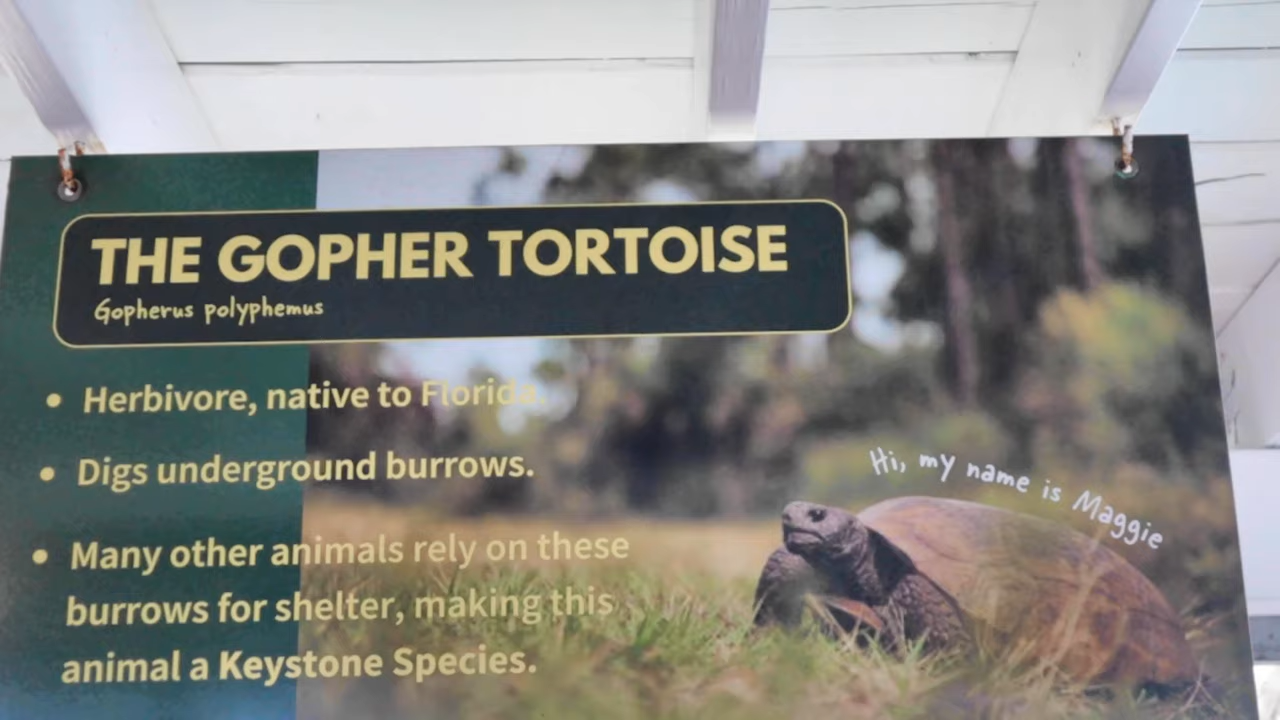 THE GOPHER TORTOISE
Gopherus polyphemus
• Herbivore, native to Florida.
• Digs underground burrows.
• Many other animals rely on these
burrows for shelter, making this
animal a Keystone Species.
Hi, my name is Maggie